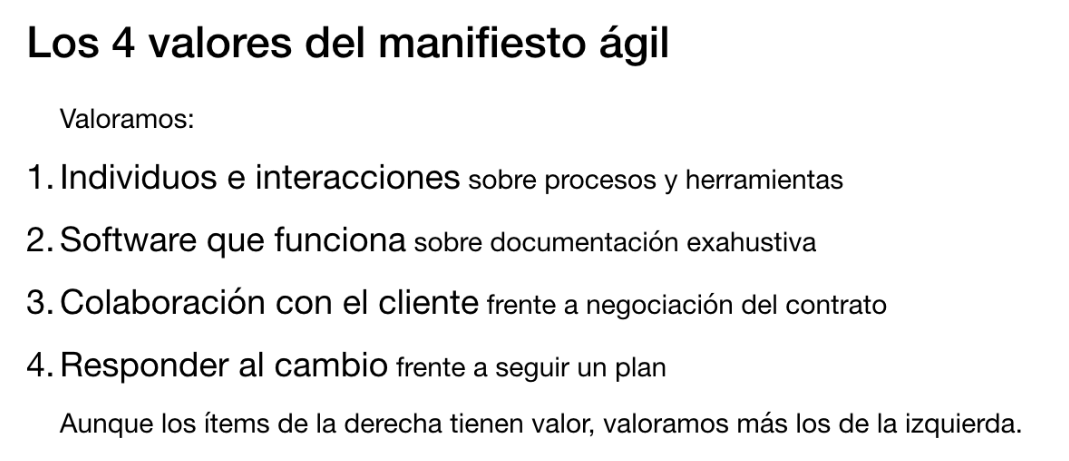 Los 4 valores del manifiesto ágil
Valoramos:
1. Individuos e interacciones sobre procesos y herramientas
2. Software que funciona sobre documentación exahustiva
3. Colaboración con el cliente frente a negociación del contrato
4. Responder al cambio frente a seguir un plan
Aunque los ítems de la derecha tienen valor, valoramos más los de la izquierda.